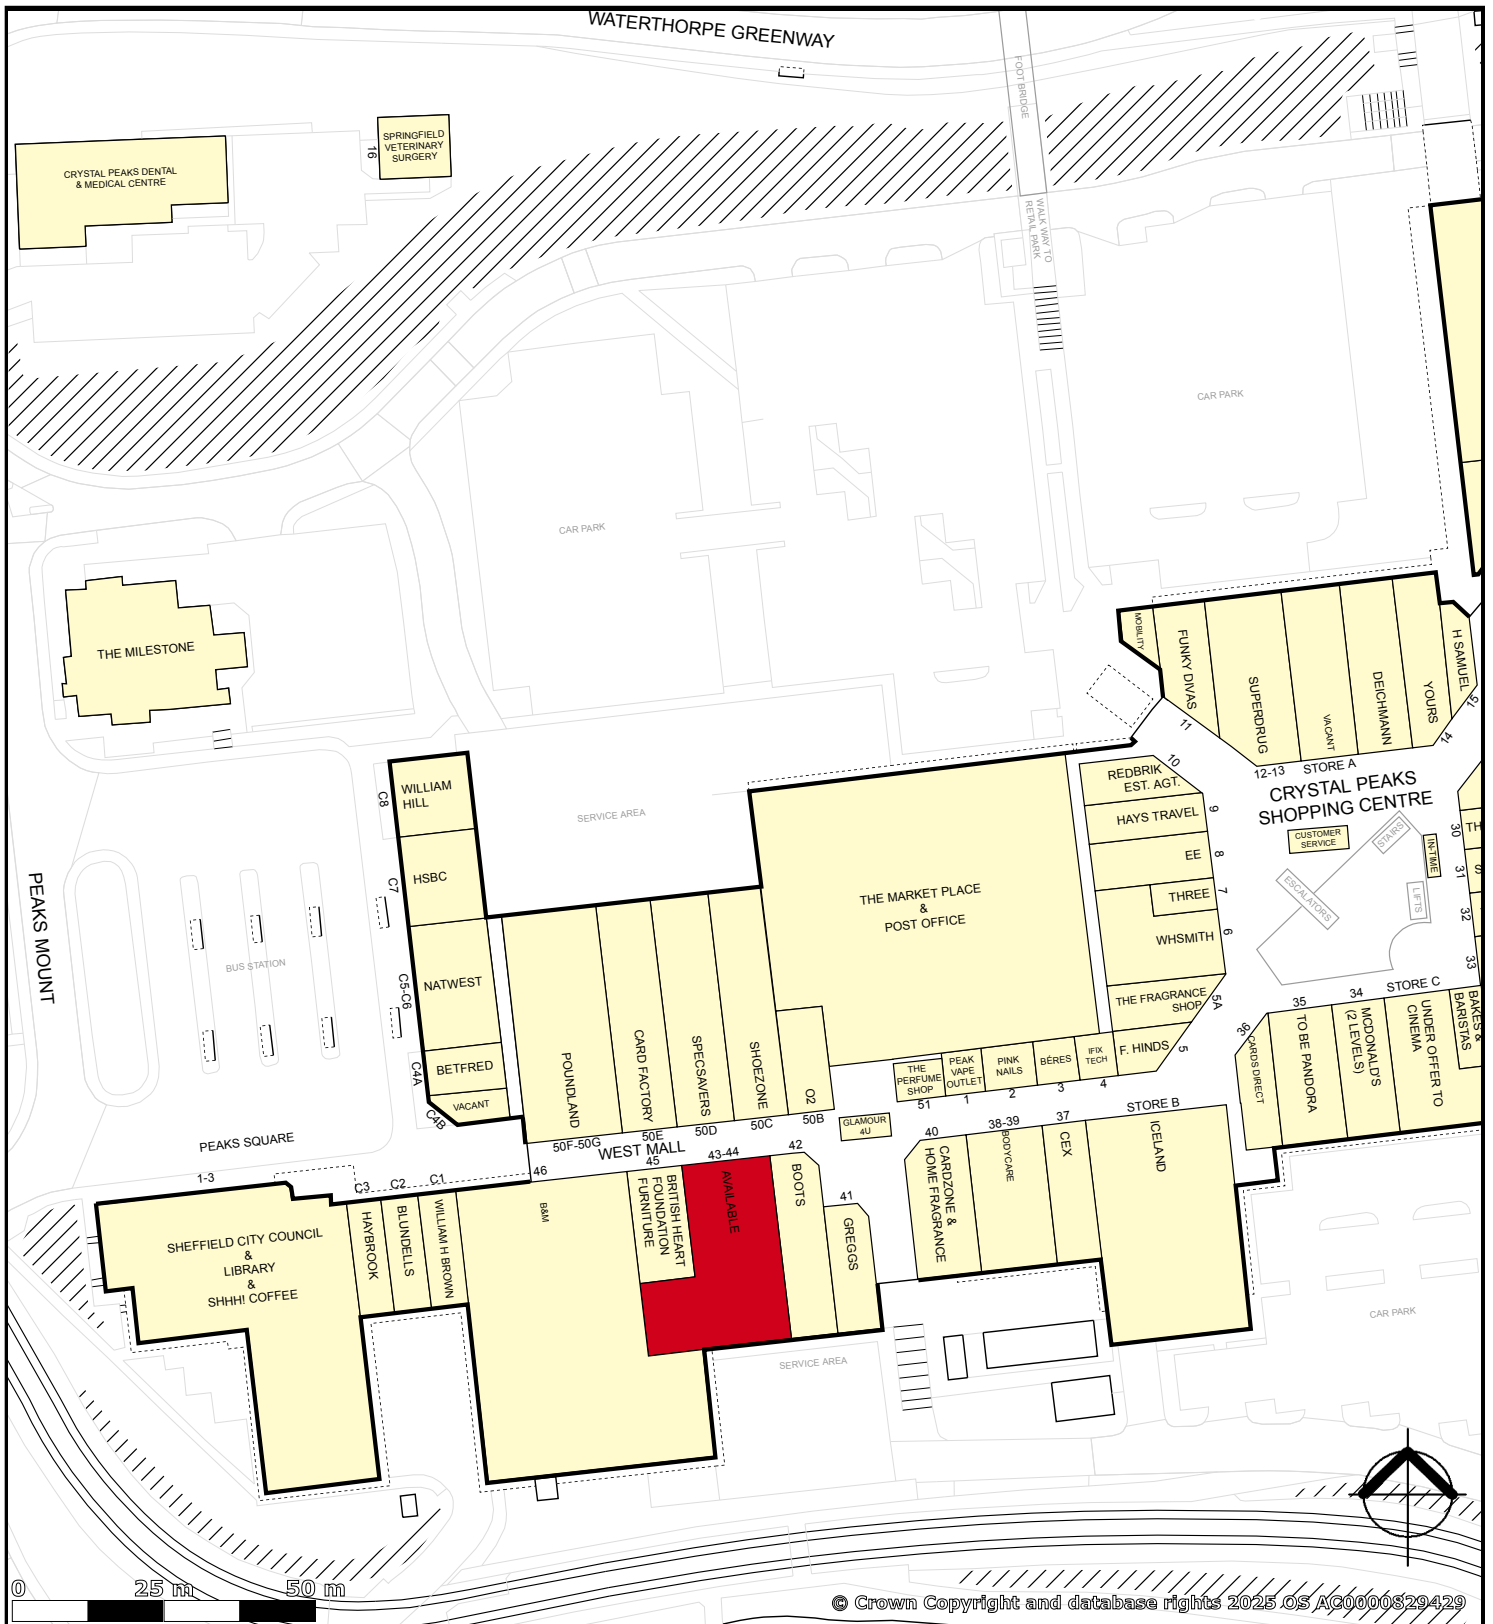 WATERTHORPE GREENWAY
FOOTBRIDGE
WALKWAY TO
RETAIL PARK
CRYSTAL PEAKS DENTAL
& MEDICAL CENTRE
16
SPRINGFIELD
VETERINARY
SURGERY
CAR PARK
CAR PARK
THE MILESTONE
PEAKS MOUNT
BUS STATION
SERVICE AREA
C8
WILLIAM
HILL
C7
HSBC
C5-C6
NATWEST
C4A
BETFRED
C4B
VACANT
PEAKS SQUARE
POUNDLAND
CARD FACTORY
SPECSAVERS
SHOEZONE
O2
50F-50G
50E
50D
50C
50B
WEST MALL
THE MARKET PLACE
&
POST OFFICE
MOBILITY
FUNKY DIVAS
SUPERDRUG
VACANT
DEICHMANN
YOURS
H SAMUEL
11
12-13
STORE A
14
15
CRYSTAL PEAKS
SHOPPING CENTRE
CUSTOMER
SERVICE
STAIRS
IN-TIME
ESCALATORS
LIFTS
10
REDBRIK
EST. AGT.
9
HAYS TRAVEL
8
EE
7
THREE
6
WHSMITH
5A
THE FRAGRANCE
SHOP
5
F. HINDS
IFIX
TECH
BÉRES
PINK
NAILS
PEAK
VAPE
OUTLET
THE
PERFUME
SHOP
51
1
2
3
4
GLAMOUR
4U
30
TH
31
S
32
33
STORE C
34
35
36
CARDS DIRECT
TO BE PANDORA
MCDONALD'S
(2 LEVELS)
UNDER OFFER TO
CINEMA
BAKES &
BARISTAS
STORE B
37
38-39
40
CARDZONE &
HOME FRAGRANCE
BODYCARE
CEX
ICELAND
41
GREGGS
42
BOOTS
43-44
AVAILABLE
45
BRITISH HEART
FOUNDATION
FURNITURE
46
B&M
C1
WILLIAM H BROWN
C2
BLUNDELLS
C3
HAYBROOK
1-3
SHEFFIELD CITY COUNCIL
&
LIBRARY
&
SHHH! COFFEE
SERVICE AREA
CAR PARK
0 25 m 50 m
© Crown Copyright and database rights 2025 OS AC0000829429